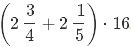 (2 3/4 + 2 1/5) · 16